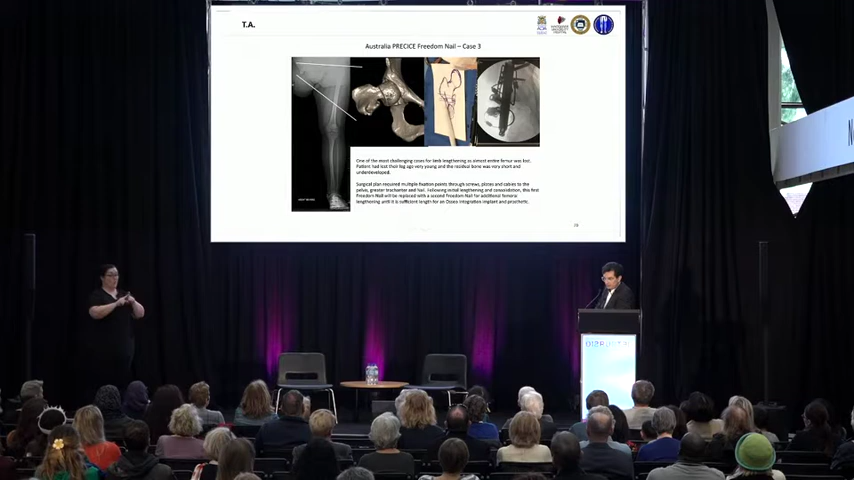 T.A.
Australia PRECICE Freedom Nail – Case 3
One of the most challenging cases for limb lengthening as almost entire femur was lost.
Patient had lost their leg age very young and the residual bone was very short and
underdeveloped.
Surgical plan required multiple fixation points through screws, plates and cables to the
pelvis, greater trochanter and nail. Following initial lengthening and consolidation, this first
Freedom Nail will be replaced with a second Freedom Nail for additional femoral
lengthening until it is sufficient length for an Osseo integration implant and prosthetic.